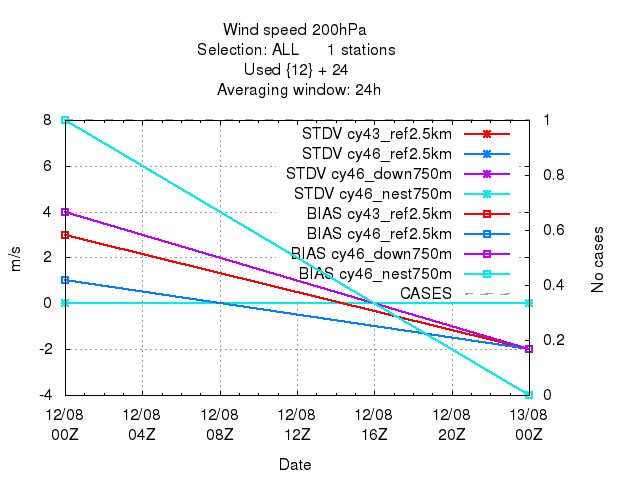 Wind speed 200hPa
Selection: ALL 1 stations
Used {12} + 24
Averaging window: 24h
8
6
4
2
0
-2
-4
m/s
1
0.8
0.6
0.4
0.2
0
No cases
STDV cy43_ref2.5km
STDV cy46_ref2.5km
STDV cy46_down750m
STDV cy46_nest750m
BIAS cy43_ref2.5km
BIAS cy46_ref2.5km
BIAS cy46_down750m
BIAS cy46_nest750m
CASES
12/08 12/08 12/08 12/08 12/08 12/08 13/08
00Z 04Z 08Z 12Z 16Z 20Z 00Z
Date